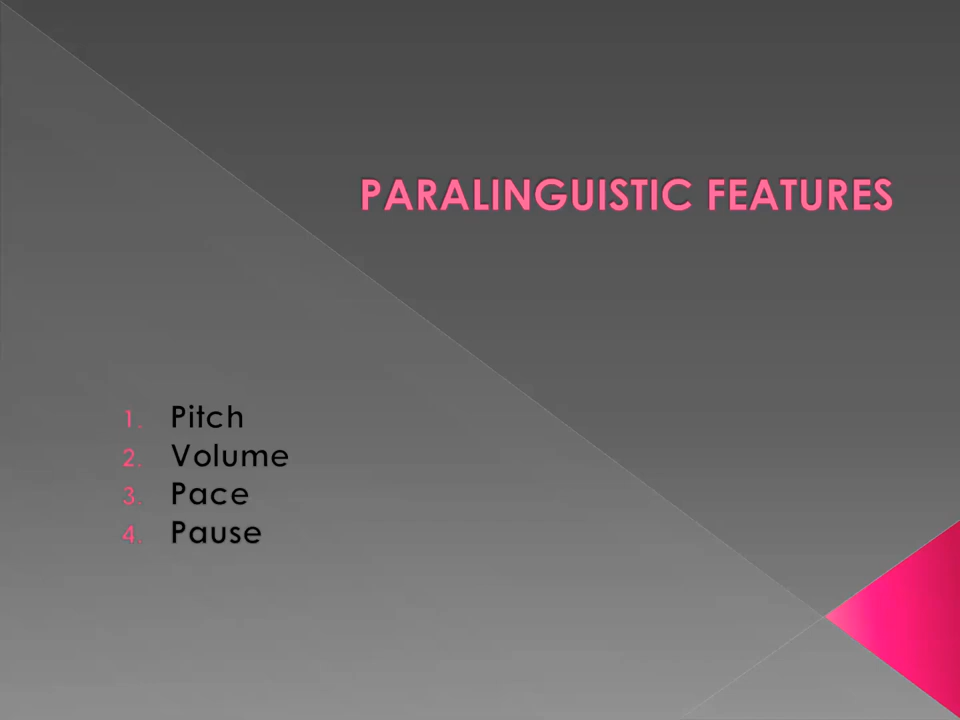 PARALINGUISTIC FEATURES
1. Pitch
2. Volume
3. Pace
4. Pause